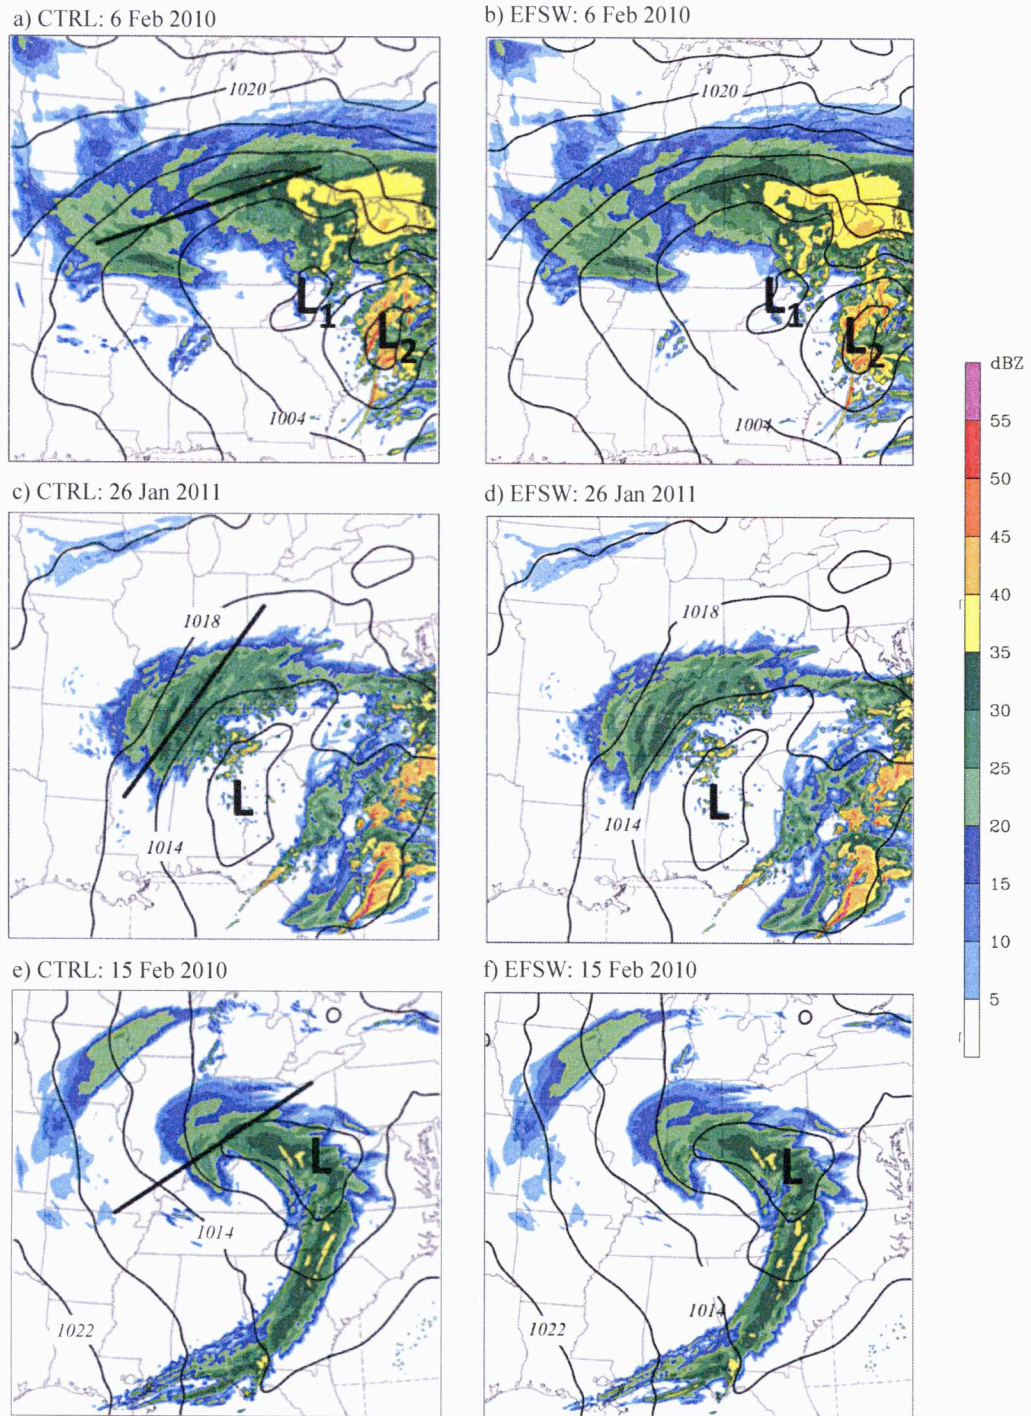 a) CTRL: 6 Feb 2010
b) EFSW: 6 Feb 2010
1020
1020
L1
L2
L1
L2
1004
1004
dBZ
55
50
45
40
35
30
25
20
15
10
5
c) CTRL: 26 Jan 2011
d) EFSW: 26 Jan 2011
1018
1018
L
L
1014
1014
e) CTRL: 15 Feb 2010
f) EFSW: 15 Feb 2010
L
L
1014
1014
1022
1022